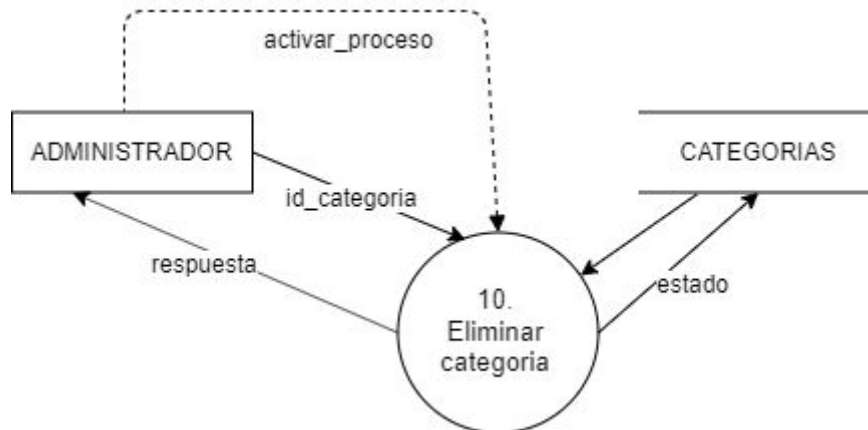 activar_proceso
ADMINISTRADOR
CATEGORIAS
id_categoria
respuesta
estado
10.
Eliminar
categoria